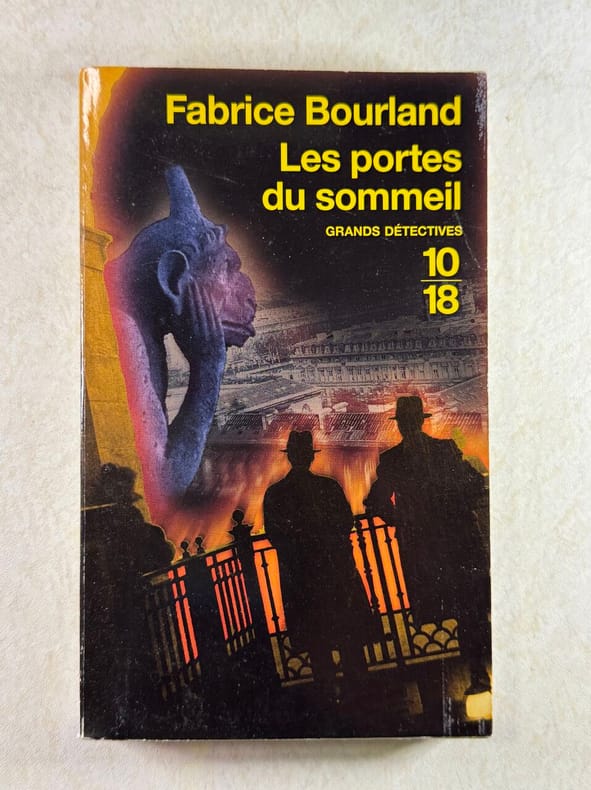 Fabrice Bourland
Les portes
du sommeil
GRANDS DÉTECTIVES
10
18